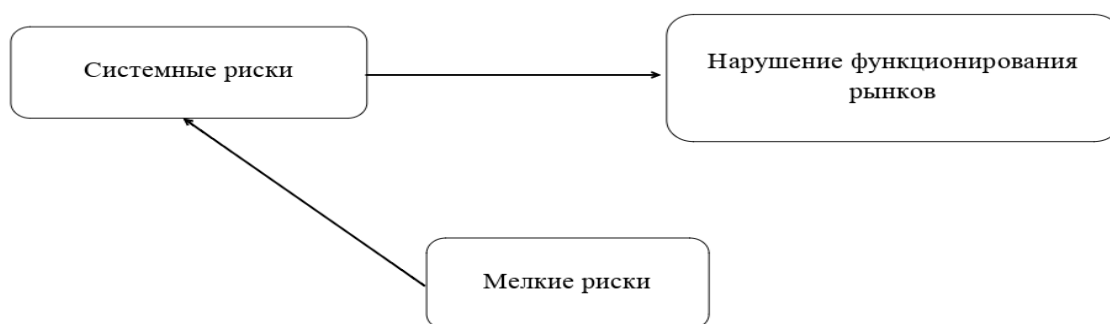 Системные риски
Нарушение функционирования
рынков
Мелкие риски